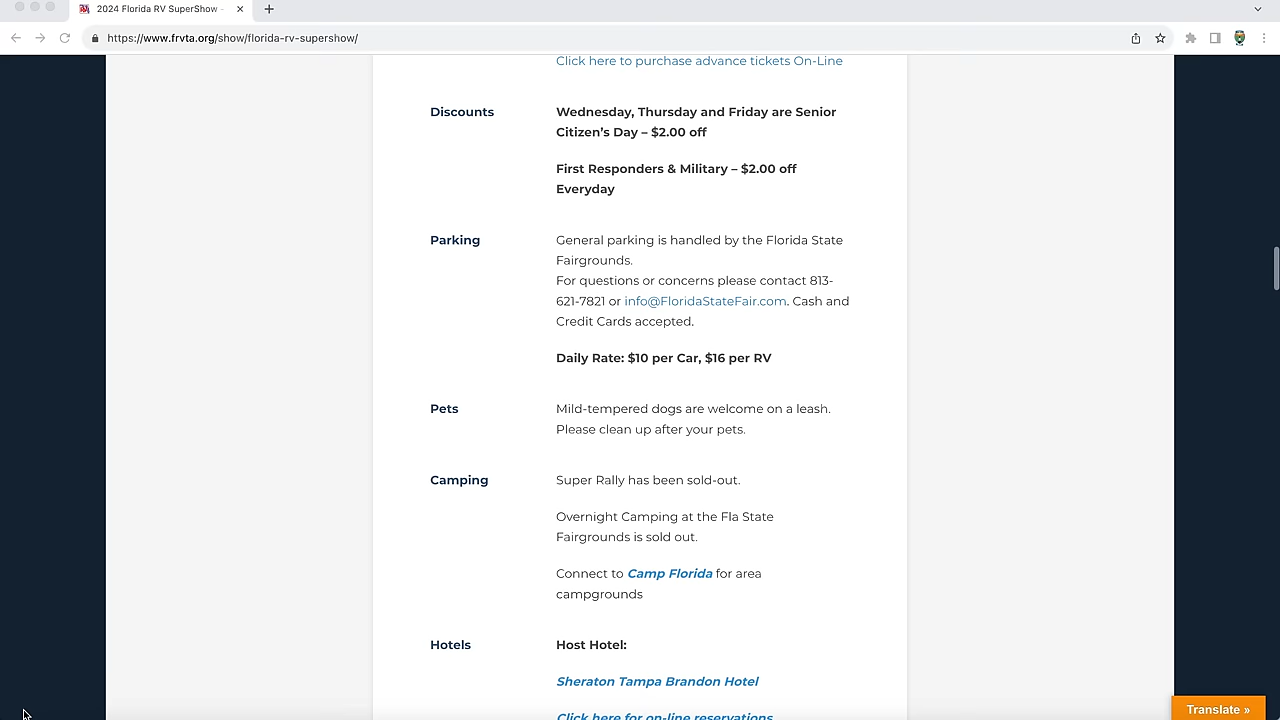 2024 Florida RV SuperShow -
https://www.frvta.org/show/florida-rv-supershow/
Click here to purchase advance tickets On-Line
Discounts
Wednesday, Thursday and Friday are Senior
Citizen's Day – $2.00 off
First Responders & Military – $2.00 off
Everyday
Parking
General parking is handled by the Florida State
Fairgrounds.
For questions or concerns please contact 813-
621-7821 or info@FloridaStateFair.com. Cash and
Credit Cards accepted.
Daily Rate: $10 per Car, $16 per RV
Pets
Mild-tempered dogs are welcome on a leash.
Please clean up after your pets.
Camping
Super Rally has been sold-out.
Overnight Camping at the Fla State
Fairgrounds is sold out.
Connect to Camp Florida for area
campgrounds
Hotels
Host Hotel:
Sheraton Tampa Brandon Hotel
Click here for on-line reservations
Translate »